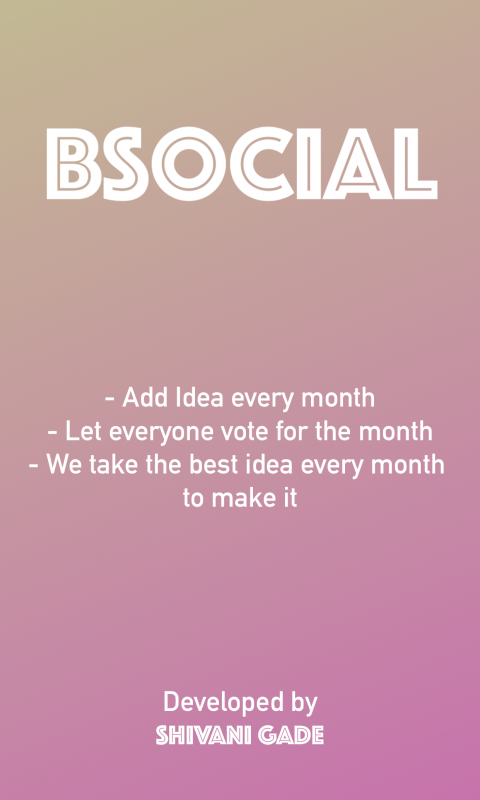 BSOCIAL
- Add Idea every month
- Let everyone vote for the month
- We take the best idea every month
to make it
Developed by
SHIVANI GADE